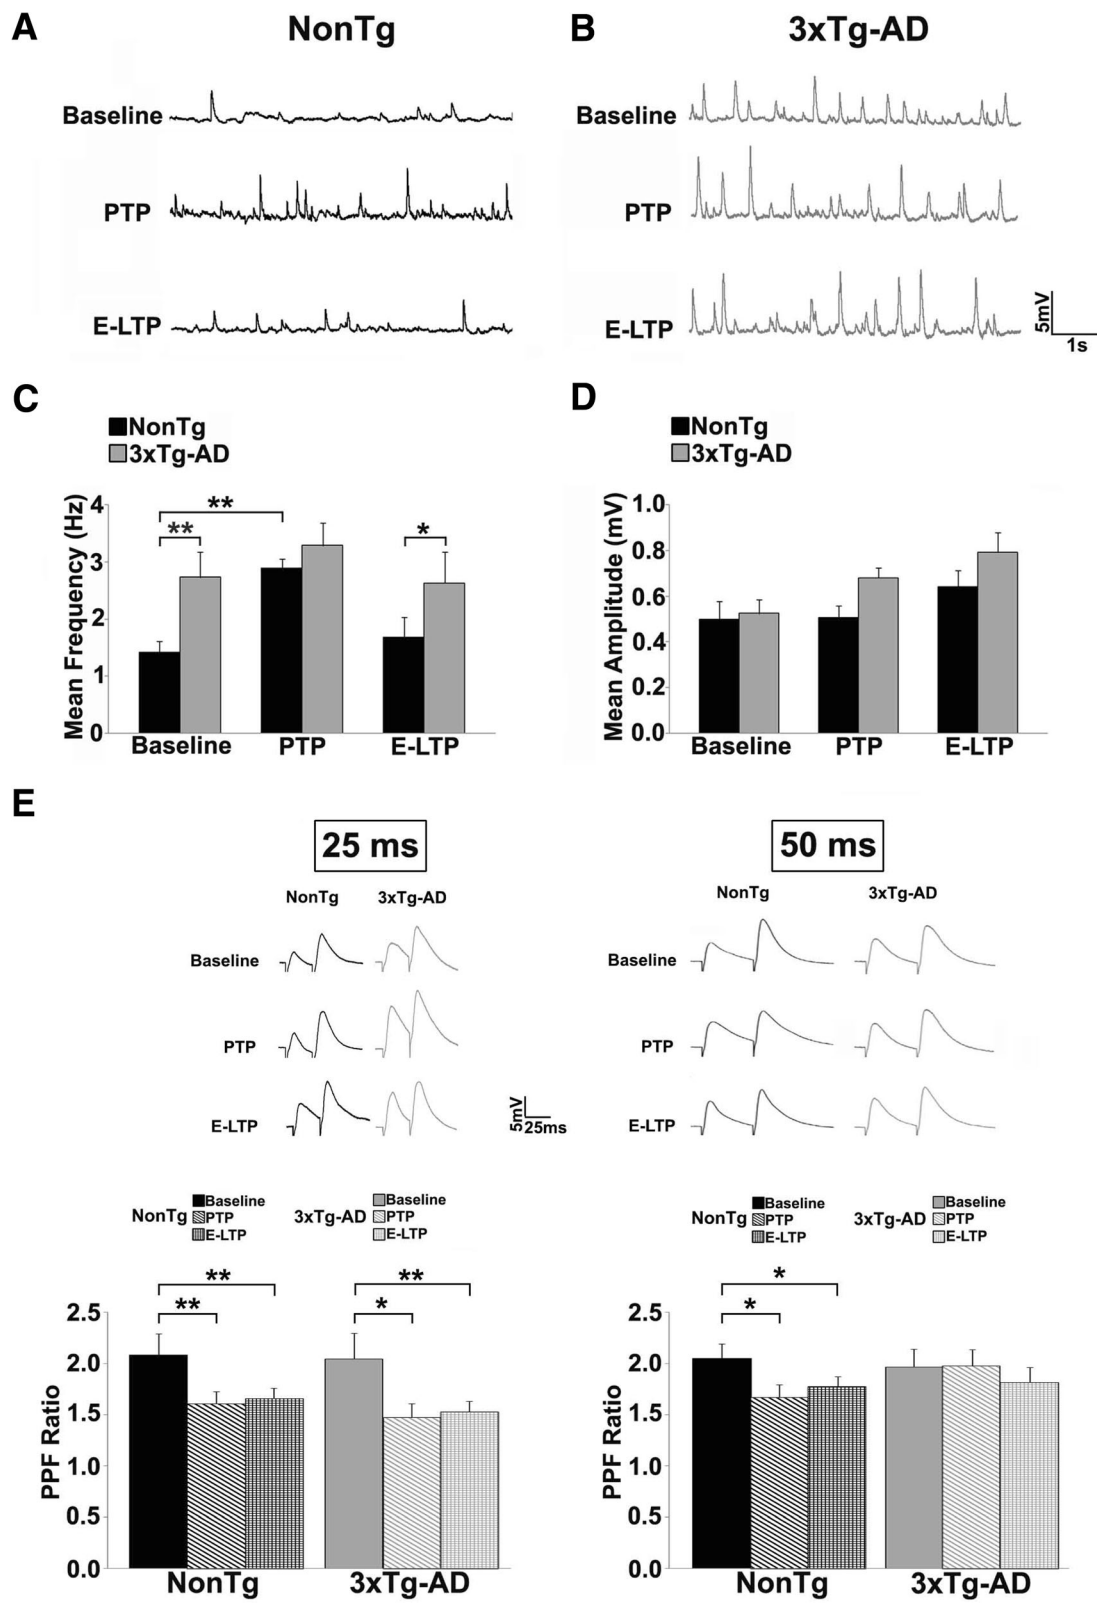 A NonTg
B 3xTg-AD
Baseline
PTP
E-LTP
Baseline
PTP
E-LTP
5mV
1s
C
NonTg
3xTg-AD
Mean Frequency (Hz)
4
3
2
1
0
**
**
*
Baseline PTP E-LTP
D
NonTg
3xTg-AD
Mean Amplitude (mV)
1.0
0.8
0.6
0.4
0.2
0.0
Baseline PTP E-LTP
E
25 ms
NonTg 3xTg-AD
Baseline
PTP
E-LTP
5mV
25ms
50 ms
NonTg 3xTg-AD
Baseline
PTP
E-LTP
NonTg
Baseline
PTP
E-LTP
3xTg-AD
Baseline
PTP
E-LTP
PPF Ratio
2.5
2.0
1.5
1.0
0.5
0.0
**
**
**
*
NonTg 3xTg-AD
NonTg
Baseline
PTP
E-LTP
3xTg-AD
Baseline
PTP
E-LTP
PPF Ratio
2.5
2.0
1.5
1.0
0.5
0.0
*
*
NonTg 3xTg-AD